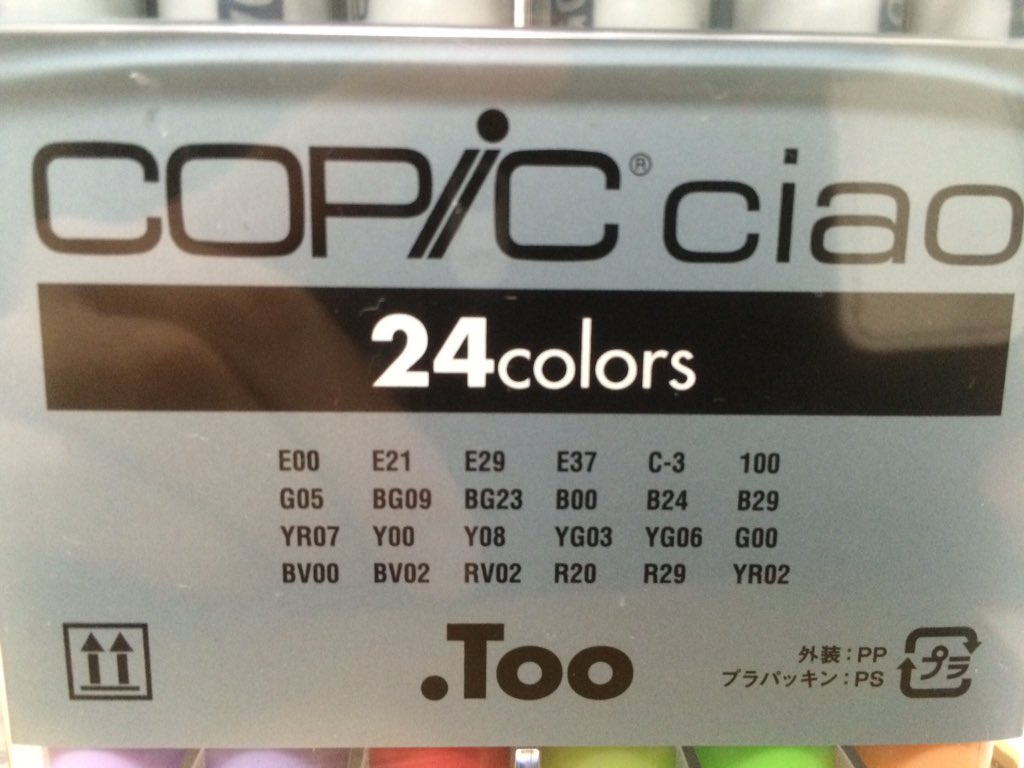 COPiC® ciao
24colors
E00 E21 E29 E37 C-3 100
G05 BG09 BG23 B00 B24 B29
YR07 Y00 Y08 YG03 YG06 G00
BV00 BV02 RV02 R20 R29 YR02
.Too
外装：PP
プラパッキン：PS
プラ